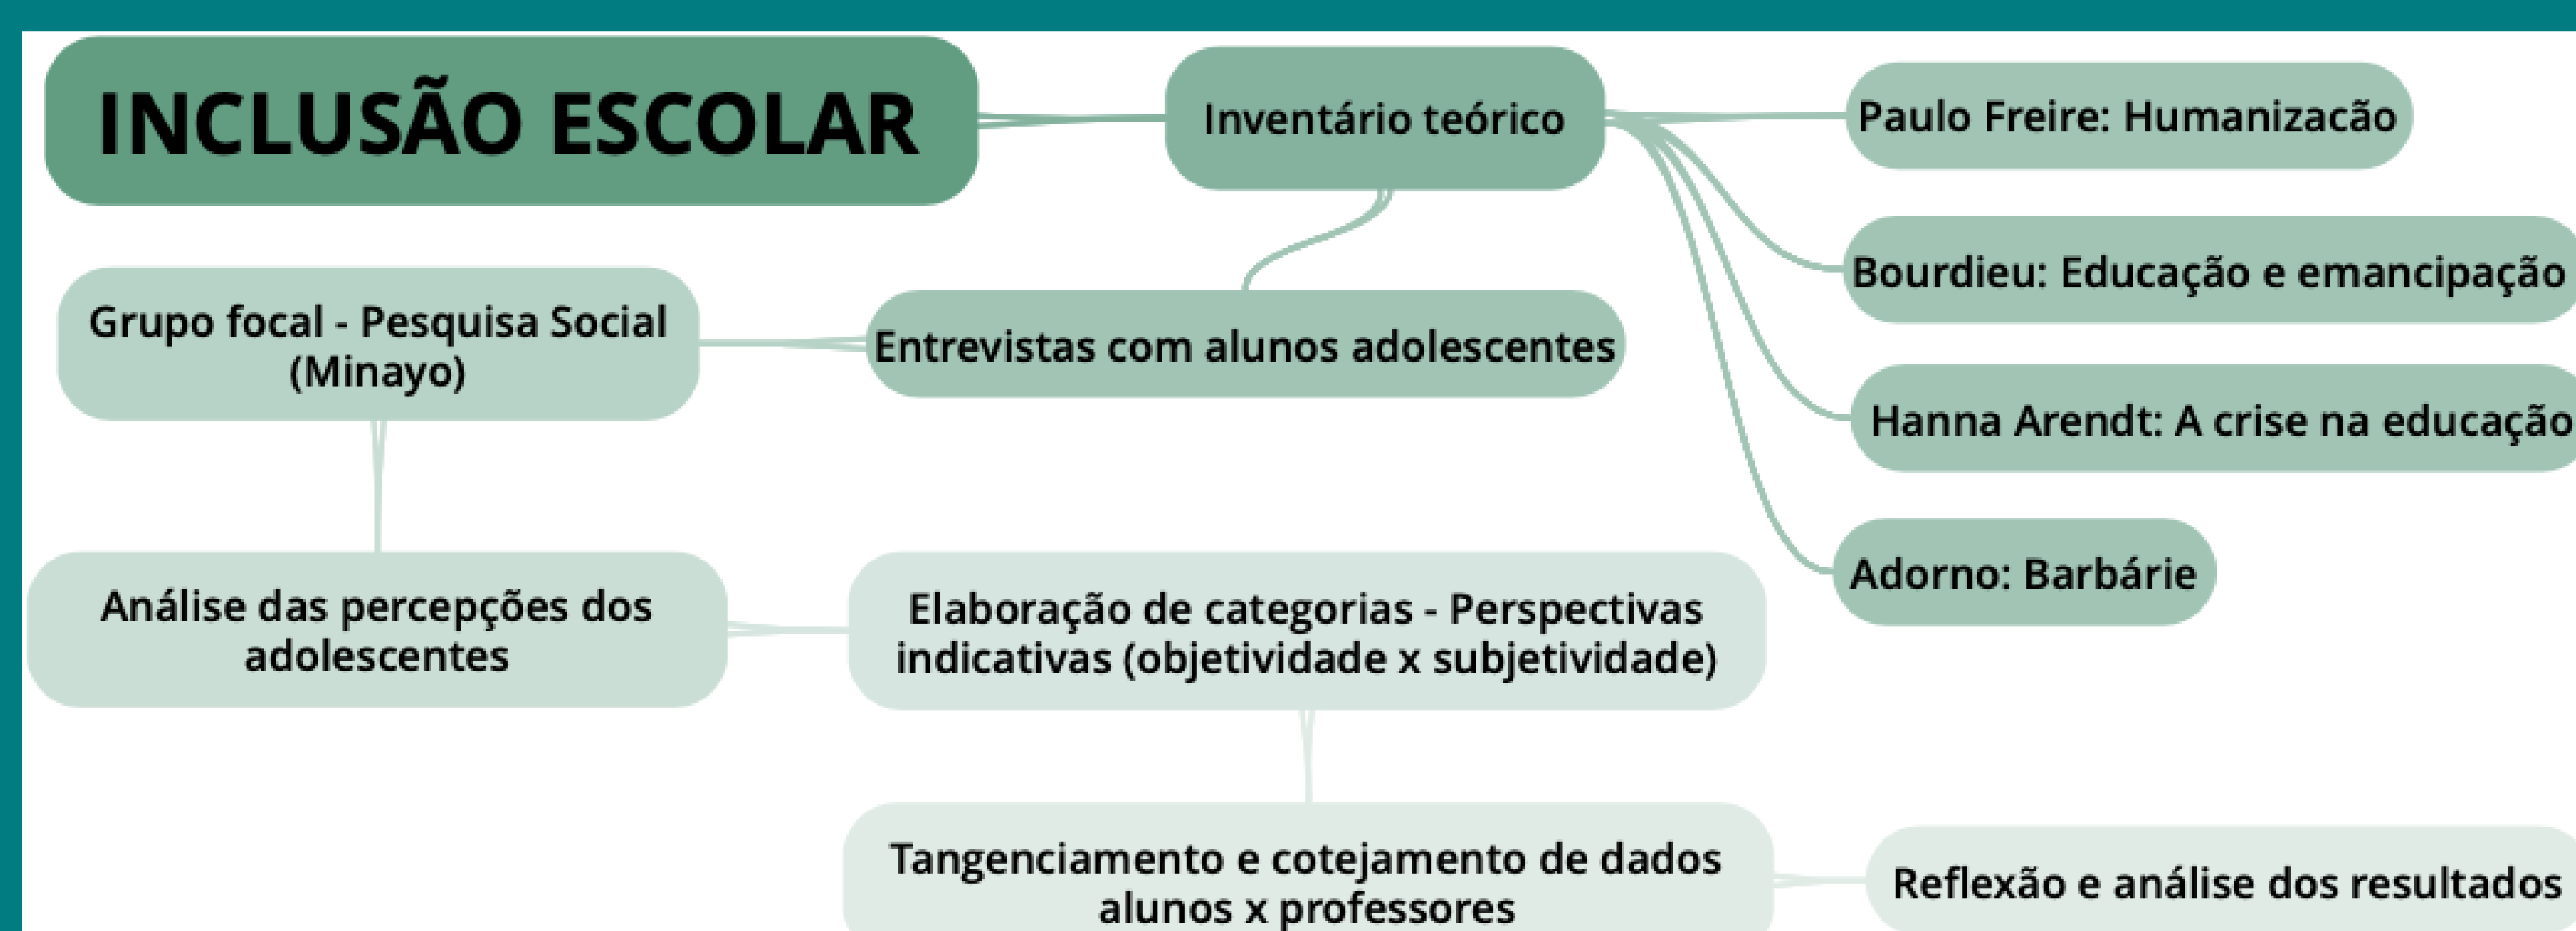 INCLUSÃO ESCOLAR
Inventário teórico
Paulo Freire: Humanizacão
Bourdieu: Educação e emancipação
Hanna Arendt: A crise na educação
Adorno: Barbárie
Entrevistas com alunos adolescentes
Grupo focal - Pesquisa Social
(Minayo)
Análise das percepções dos
adolescentes
Elaboração de categorias - Perspectivas
indicativas (objetividade x subjetividade)
Tangenciamento e cotejamento de dados
alunos x professores
Reflexão e análise dos resultados